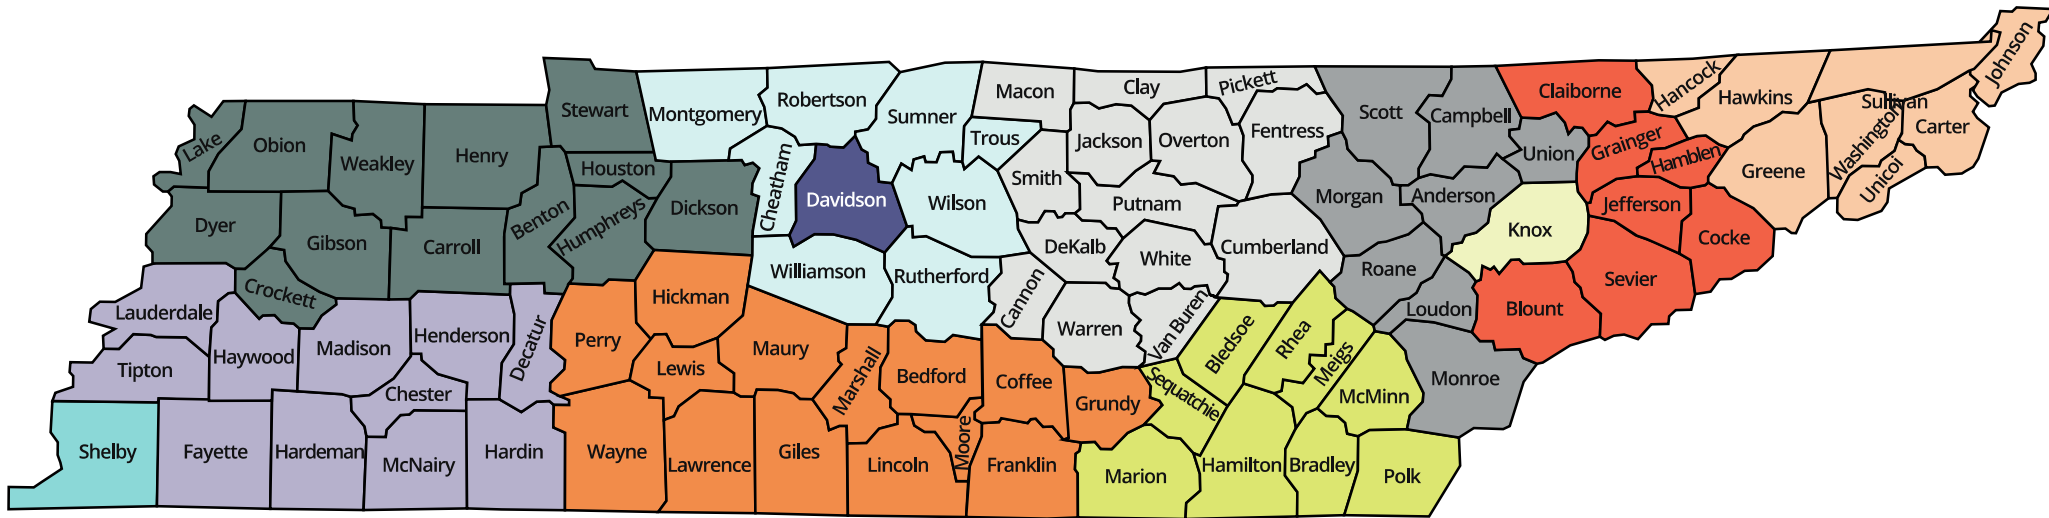 Lake
Obion
Weakley
Henry
Stewart
Houston
Montgomery
Robertson
Sumner
Macon
Trous
Clay
Pickett
Scott
Campbell
Claiborne
Hancock
Hawkins
Sullivan
Johnson
Carter
Washington
Unicoi
Greene
Hamblen
Grainger
Union
Anderson
Morgan
Fentress
Overton
Jackson
Smith
Putnam
Wilson
Davidson
Cheatham
Dickson
Humphreys
Benton
Carroll
Gibson
Dyer
Crockett
Lauderdale
Haywood
Madison
Henderson
Decatur
Perry
Hickman
Williamson
Rutherford
Cannon
DeKalb
White
Cumberland
Roane
Loudon
Knox
Jefferson
Cocke
Sevier
Blount
Monroe
McMinn
Meigs
Rhea
Bledsoe
Van Buren
Warren
Coffee
Bedford
Marshall
Maury
Lewis
Chester
Tipton
Shelby
Fayette
Hardeman
McNairy
Hardin
Wayne
Lawrence
Giles
Lincoln
Moore
Franklin
Grundy
Sequatchie
Marion
Hamilton
Bradley
Polk